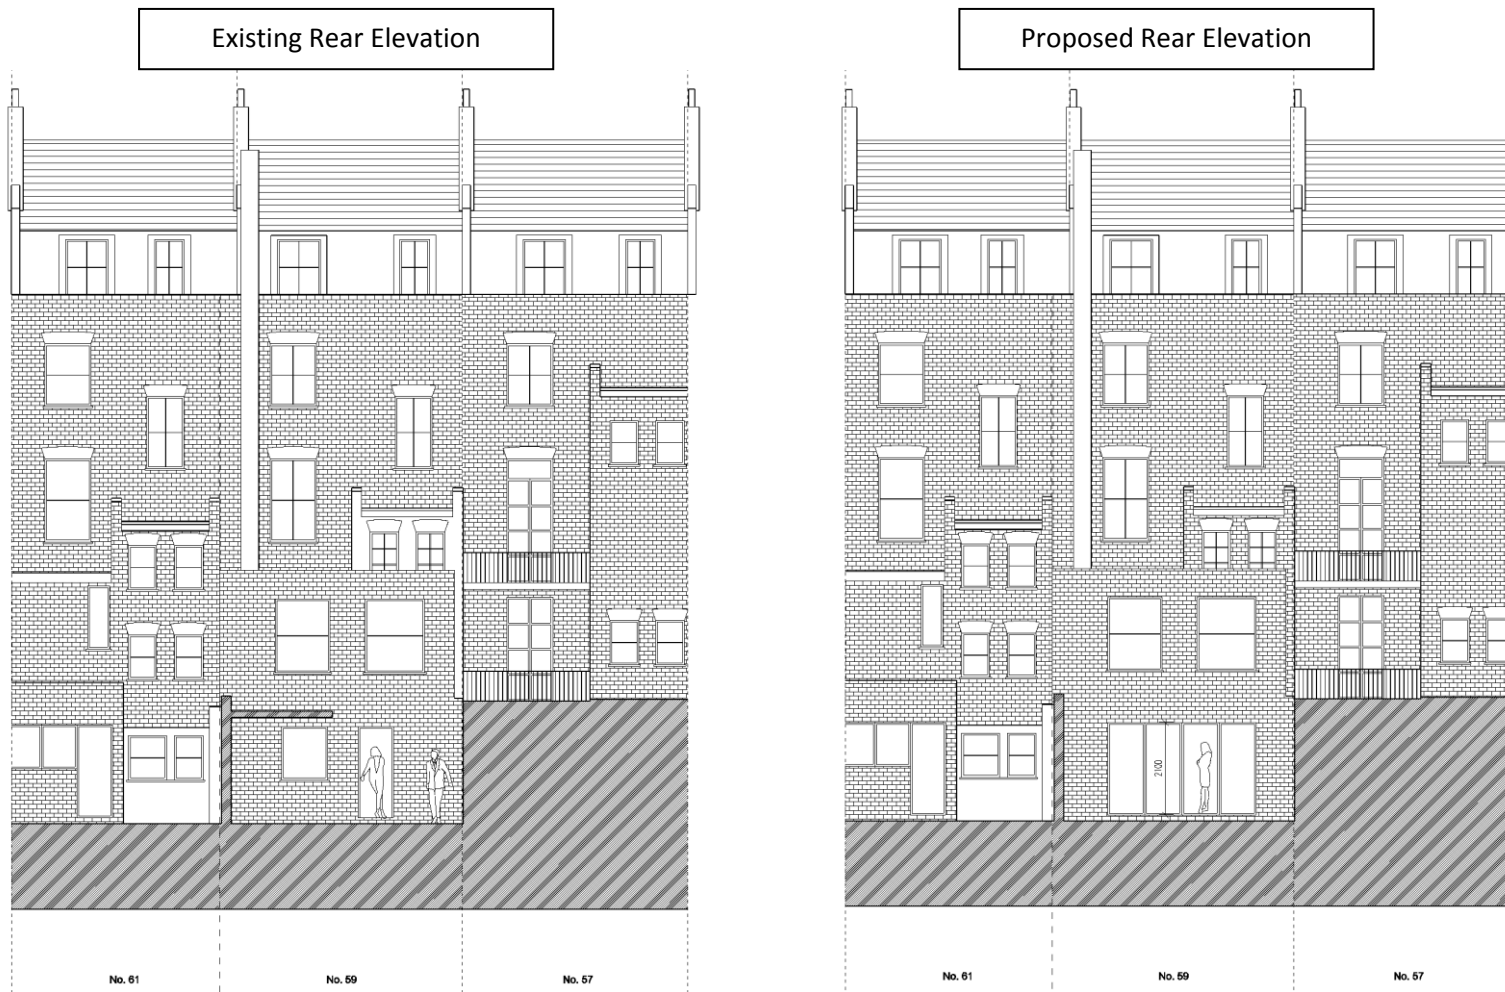 Existing Rear Elevation
Proposed Rear Elevation
2100
No. 61
No. 59
No. 57
No. 61
No. 59
No. 57